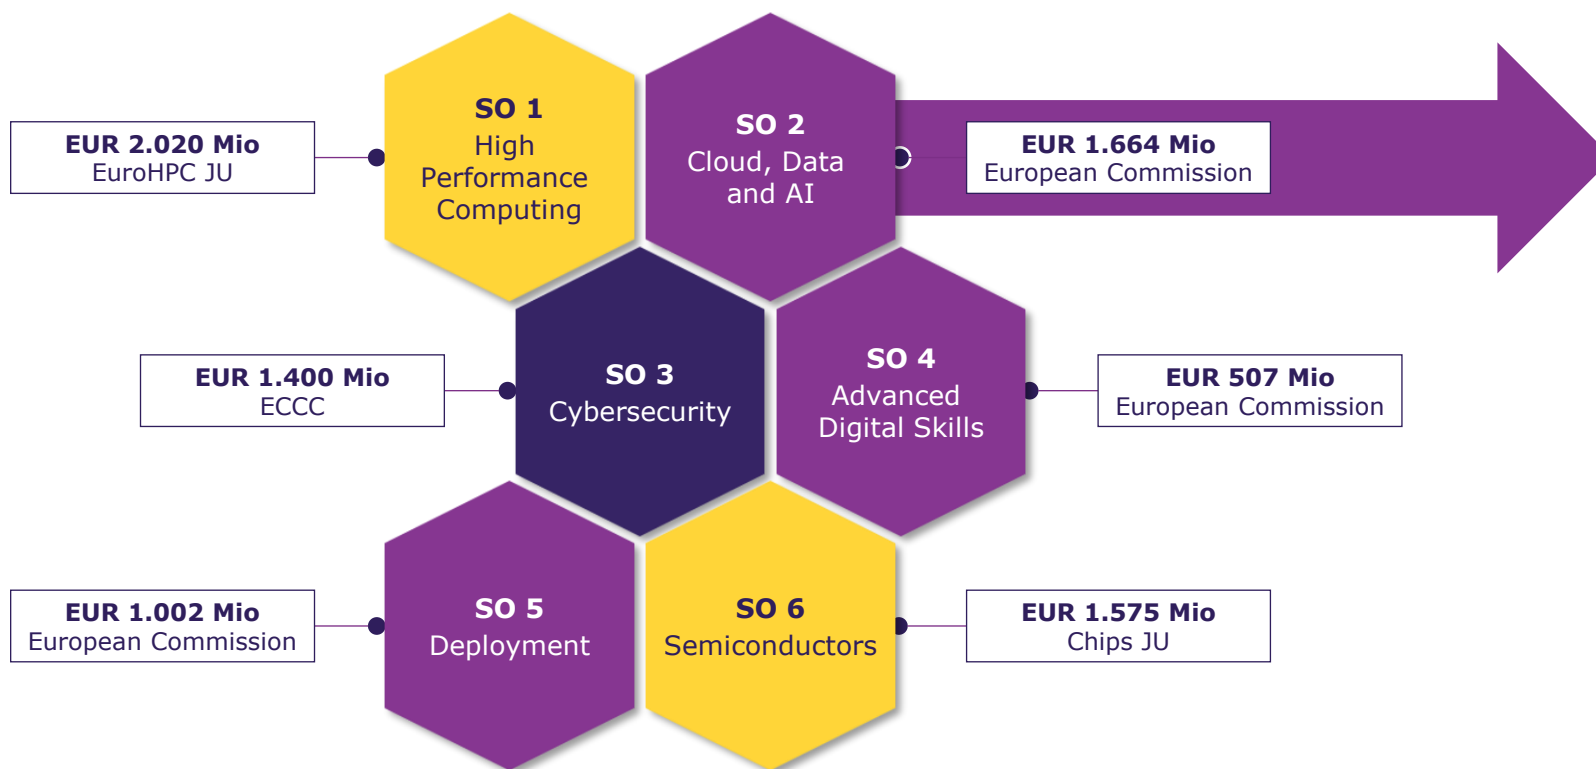 EUR 2.020 Mio
EuroHPC JU
SO 1
High
Performance
Computing
SO 2
Cloud, Data
and AI
EUR 1.664 Mio
European Commission
EUR 1.400 Mio
ECCC
SO 3
Cybersecurity
SO 4
Advanced
Digital Skills
EUR 507 Mio
European Commission
EUR 1.002 Mio
European Commission
SO 5
Deployment
SO 6
Semiconductors
EUR 1.575 Mio
Chips JU